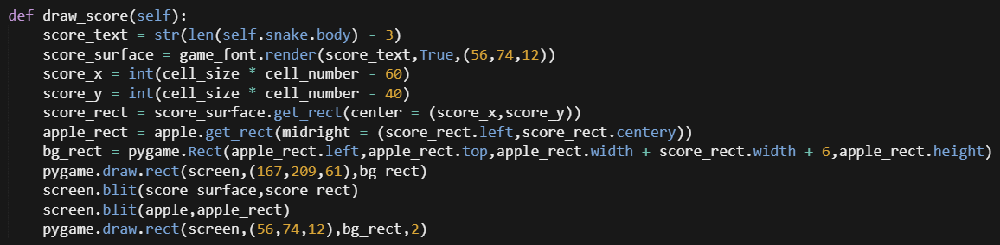 def draw_score(self):
    score_text = str(len(self.snake.body) - 3)
    score_surface = game_font.render(score_text,True,(56,74,12))
    score_x = int(cell_size * cell_number - 60)
    score_y = int(cell_size * cell_number - 40)
    score_rect = score_surface.get_rect(center = (score_x,score_y))
    apple_rect = apple.get_rect(midright = (score_rect.left,score_rect.centery))
    bg_rect = pygame.Rect(apple_rect.left,apple_rect.top,apple_rect.width + score_rect.width + 6,apple_rect.height)
    pygame.draw.rect(screen,(167,209,61),bg_rect)
    screen.blit(score_surface,score_rect)
    screen.blit(apple,apple_rect)
    pygame.draw.rect(screen,(56,74,12),bg_rect,2)